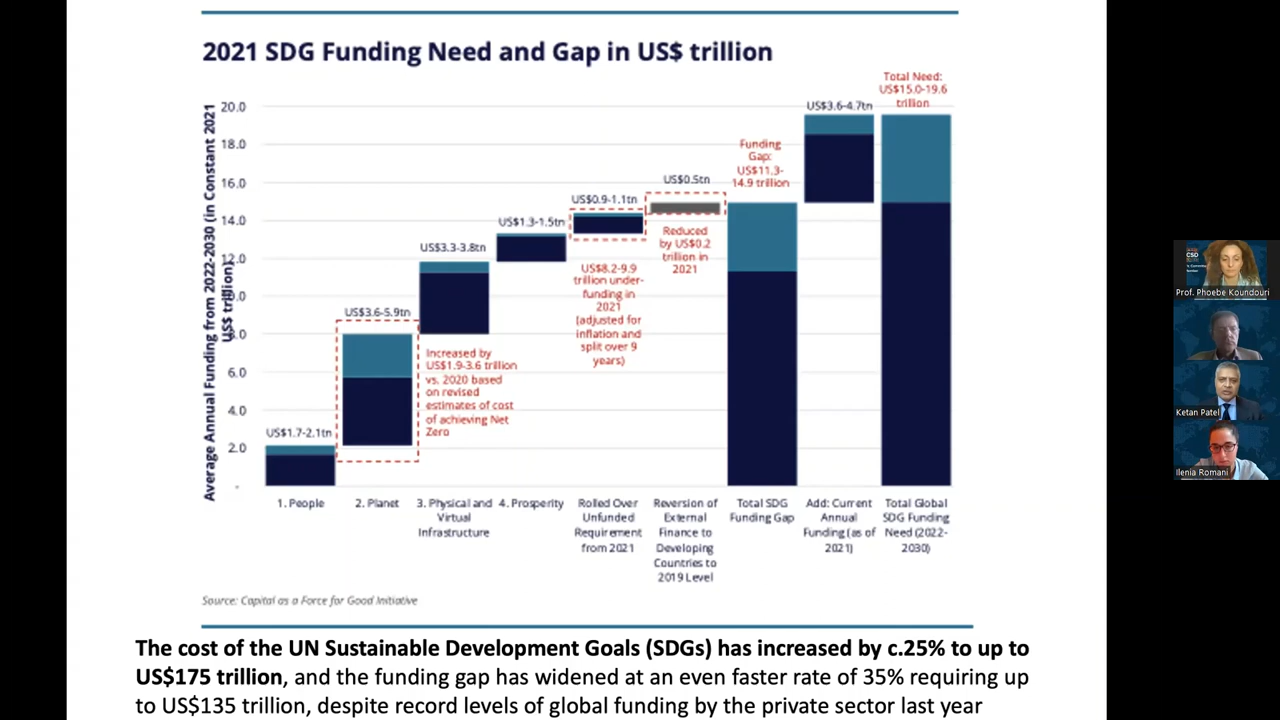 2021 SDG Funding Need and Gap in US$ trillion
Average Annual Funding from 2022-2030 (in Constant 2021
US$ trillion)
20.0
18.0
16.0
14.0
12.0
10.0
8.0
6.0
4.0
2.0
-
US$1.7-2.1tn
US$3.6-5.9tn
Increased by
US$1.9-3.6 trillion
vs. 2020 based
on revised
estimates of cost
of achieving Net
Zero
US$3.3-3.8tn
US$1.3-1.5tn
US$0.9-1.1tn
US$8.2-9.9
trillion under-
funding in
2021
(adjusted for
inflation and
split over 9
years)
US$0.5tn
Reduced
by US$0.2
trillion in
2021
Funding
Gap:
US$11.3-
14.9 trillion
US$3.6-4.7tn
Total Need:
US$15.0-19.6
trillion
1. People
2. Planet
3. Physical and
Virtual
Infrastructure
4. Prosperity
Rolled Over
Unfunded
Requirement
from 2021
Reversion of
External
Finance to
Developing
Countries to
2019 Level
Total SDG
Funding Gap
Add: Current
Annual
Funding (as of
2021)
Total Global
SDG Funding
Need (2022-
2030)
Source: Capital as a Force for Good Initiative
The cost of the UN Sustainable Development Goals (SDGs) has increased by c.25% to up to
US$175 trillion, and the funding gap has widened at an even faster rate of 35% requiring up
to US$135 trillion, despite record levels of global funding by the private sector last year
CSD
Prof. Phoebe Koundouri
Ketan Patel
Ilenia Romani